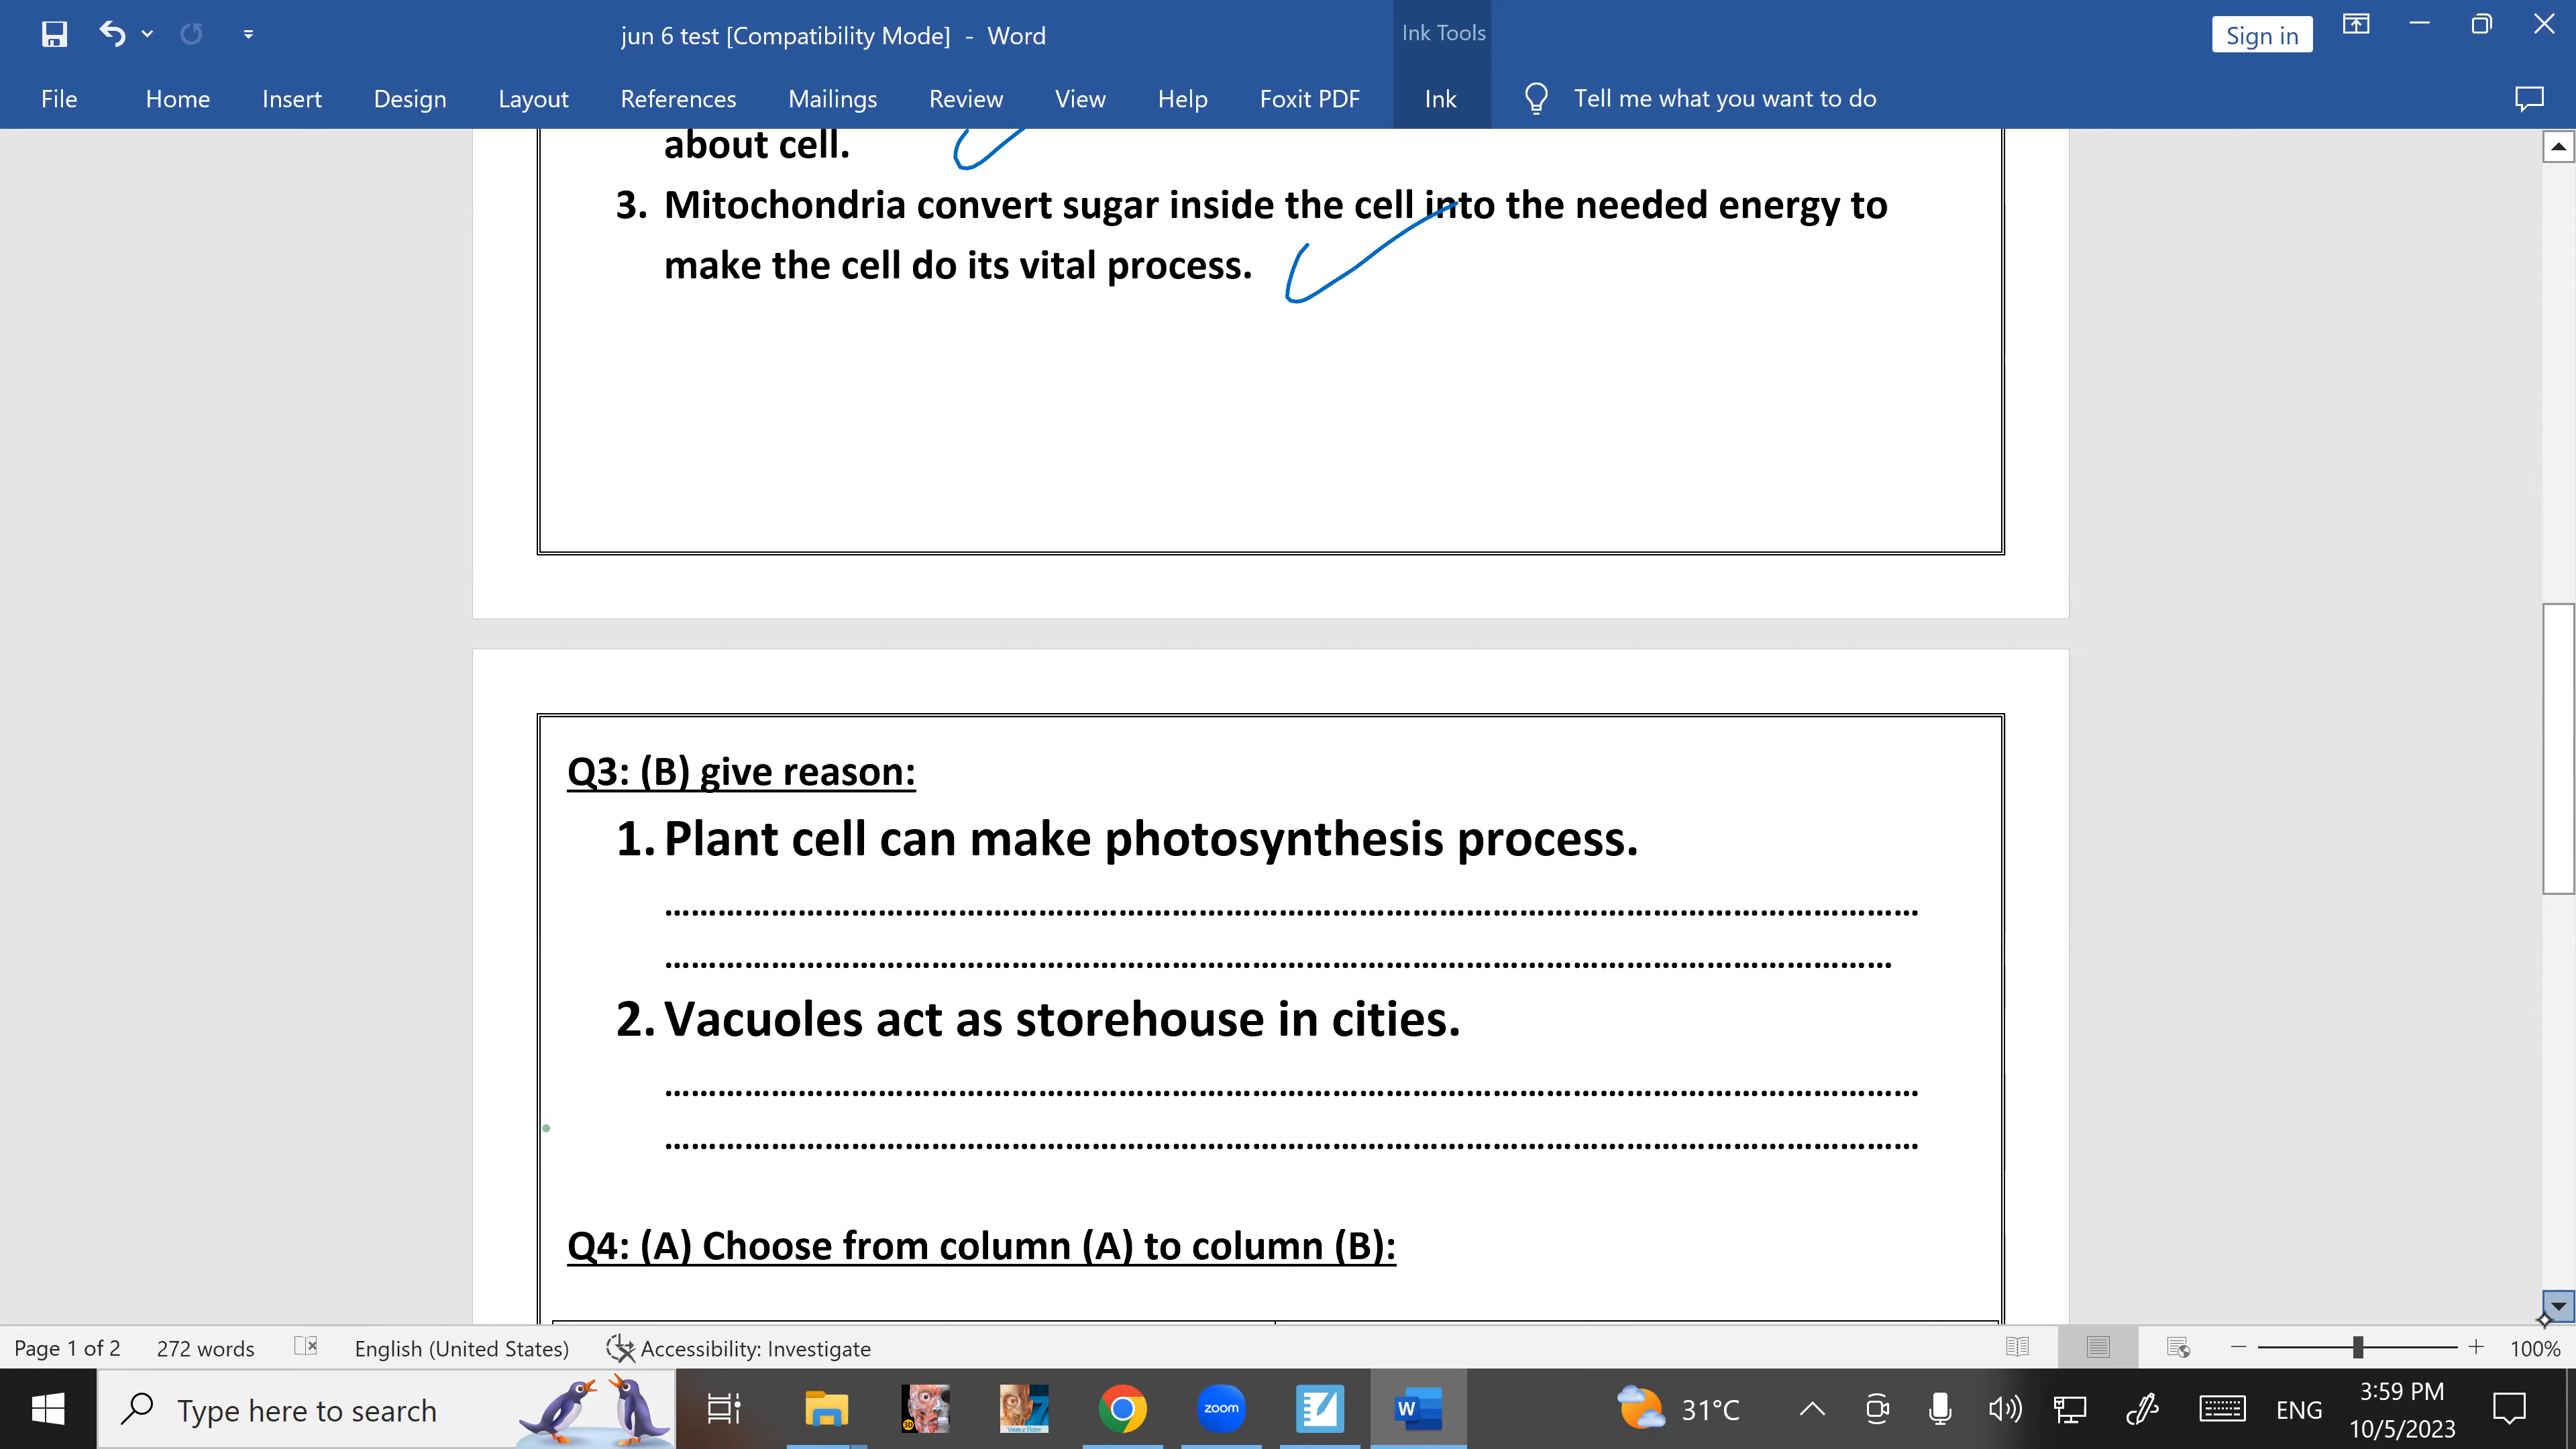 jun 6 test [Compatibility Mode] - Word
Ink Tools
Sign in
File Home Insert Design Layout References Mailings Review View Help Foxit PDF Ink Tell me what you want to do
about cell.
3. Mitochondria convert sugar inside the cell into the needed energy to
make the cell do its vital process.
Q3: (B) give reason:
1. Plant cell can make photosynthesis process.
................................................................................
................................................................................
2. Vacuoles act as storehouse in cities.
................................................................................
................................................................................
Q4: (A) Choose from column (A) to column (B):
Page 1 of 2 272 words English (United States) Accessibility: Investigate 100%
Type here to search zoom W 31°C ENG 3:59 PM
10/5/2023